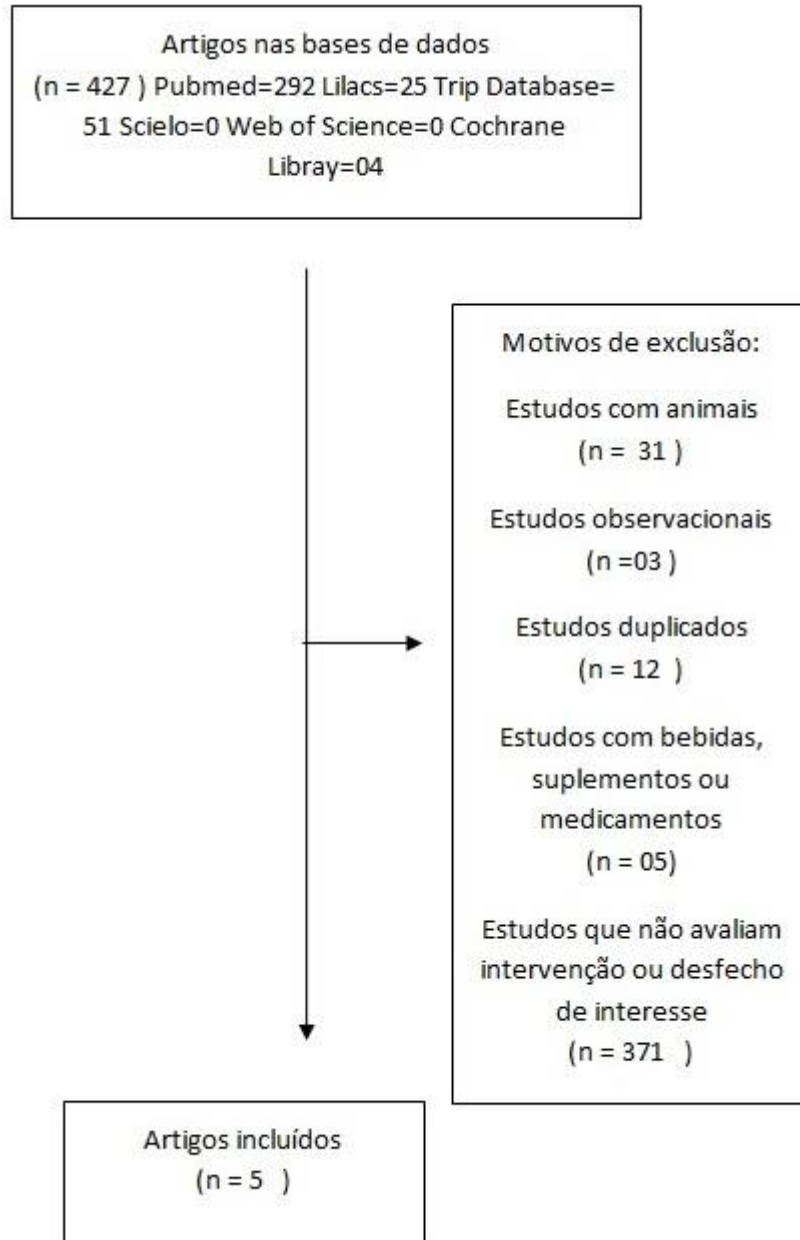 Artigos nas bases de dados
(n = 427 ) Pubmed=292 Lilacs=25 Trip Database=
51 Scielo=0 Web of Science=0 Cochrane
Libray=04
Motivos de exclusão:
Estudos com animais
(n = 31 )
Estudos observacionais
(n =03 )
Estudos duplicados
(n = 12 )
Estudos com bebidas,
suplementos ou
medicamentos
(n = 05)
Estudos que não avaliam
intervenção ou desfecho
de interesse
(n = 371 )
Artigos incluídos
(n = 5 )